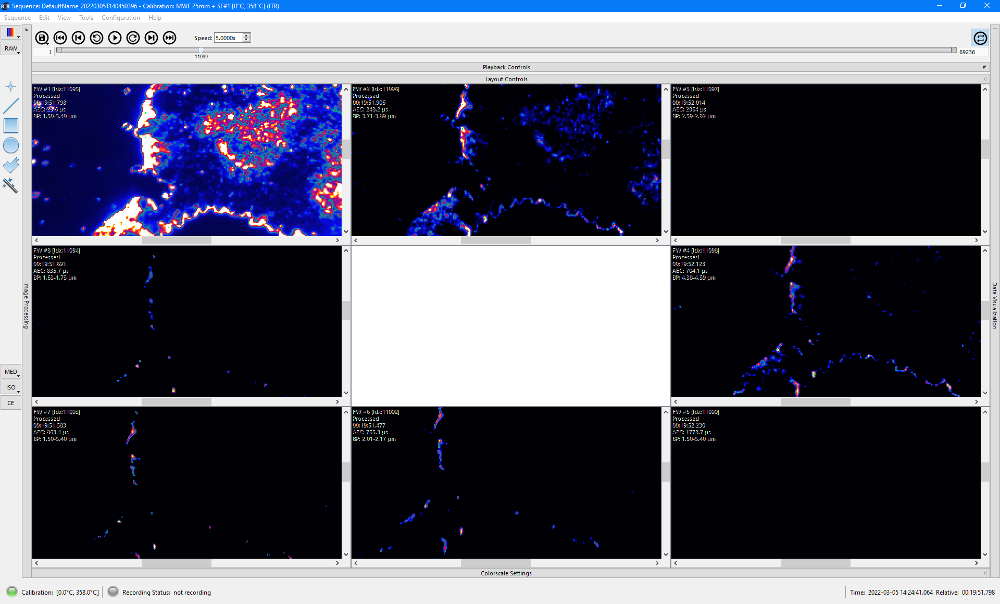 RIR Sequence: DefaultName_20220305T140450396 - Calibration: MWE 25mm + SF#1 [0°C, 358°C] (ITR)
Sequence Edit View Tools Configuration Help
Speed: 5.0000x
RAW
1
69236
11099
Playback Controls
Layout Controls
FW #1 [Idx:11095]
Processed
00:19:51.798
AEC: 28.6 µs
BP: 1.50-5.40 µm
FW #2 [Idx:11096]
Processed
00:19:51.906
AEC: 248.2 µs
BP: 3.71-3.89 µm
FW #3 [Idx:11097]
Processed
00:19:52.014
AEC: 2864 µs
BP: 2.59-2.82 µm
FW #8 [Idx:11094]
Processed
00:19:51.691
AEC: 835.7 µs
BP: 1.63-1.75 µm
FW #4 [Idx:11098]
Processed
00:19:52.123
AEC: 704.1 µs
BP: 4.38-4.59 µm
Image Processing
Data Visualization
MED
ISO
CE
FW #7 [Idx:11093]
Processed
00:19:51.583
AEC: 863.4 µs
BP: 1.50-5.40 µm
FW #6 [Idx:11092]
Processed
00:19:51.477
AEC: 765.3 µs
BP: 2.01-2.17 µm
FW #5 [Idx:11099]
Processed
00:19:52.230
AEC: 1778.7 µs
BP: 1.50-5.40 µm
Colorscale Settings
Calibration: [0.0°C, 358.0°C] Recording Status: not recording
Time: 2022-03-05 14:24:41.064 Relative: 00:19:51.798